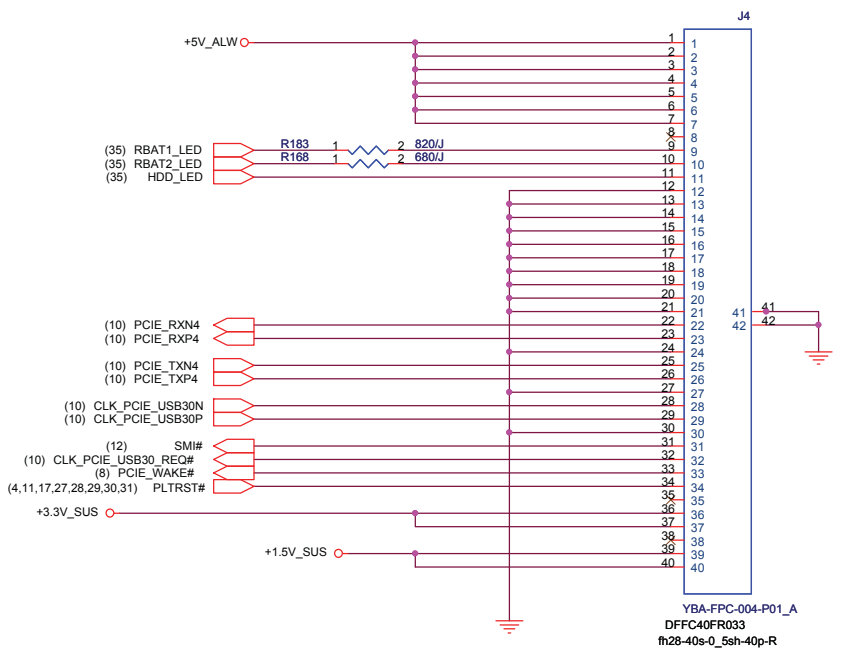 J4
+5V_ALW
1 1
2 2
3 3
4 4
5 5
6 6
7 7
8 8
(35) RBAT1_LED R183 1 2 820/J 9 9
(35) RBAT2_LED R168 1 2 680/J 10 10
(35) HDD_LED 11 11
12 12
13 13
14 14
15 15
16 16
17 17
18 18
19 19
20 20
21 21 41 41
(10) PCIE_RXN4 22 22 42 42
(10) PCIE_RXP4 23 23
24 24
(10) PCIE_TXN4 25 25
(10) PCIE_TXP4 26 26
27 27
(10) CLK_PCIE_USB30N 28 28
(10) CLK_PCIE_USB30P 29 29
30 30
(12) SMI# 31 31
(10) CLK_PCIE_USB30_REQ# 32 32
(8) PCIE_WAKE# 33 33
(4,11,17,27,28,29,30,31) PLTRST# 34 34
35 35
+3.3V_SUS 36 36
37 37
38 38
+1.5V_SUS 39 39
40 40
YBA-FPC-004-P01_A
DFFC40FR033
fh28-40s-0_5sh-40p-R